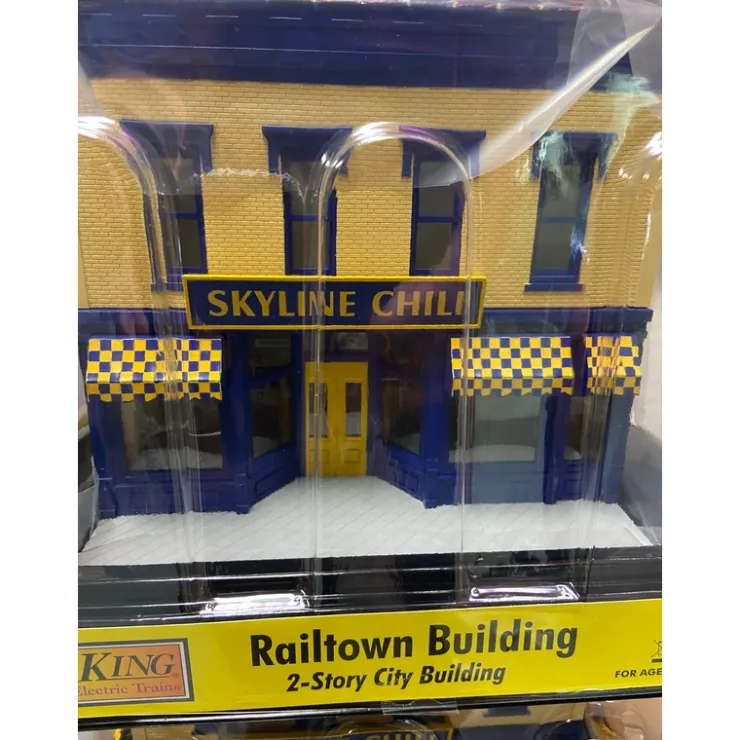 SKYLINE CHILI
KING
Electric Trains
Railtown Building
2-Story City Building
FOR AGE